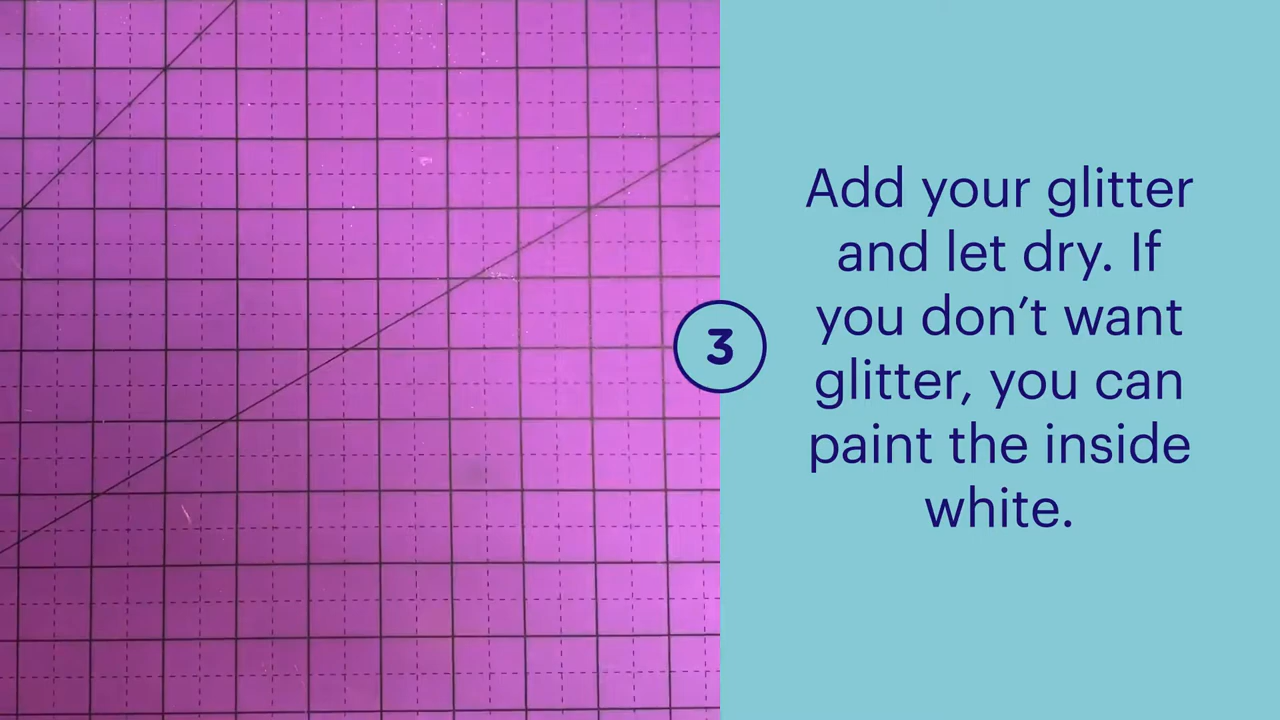 3
Add your glitter
and let dry. If
you don’t want
glitter, you can
paint the inside
white.